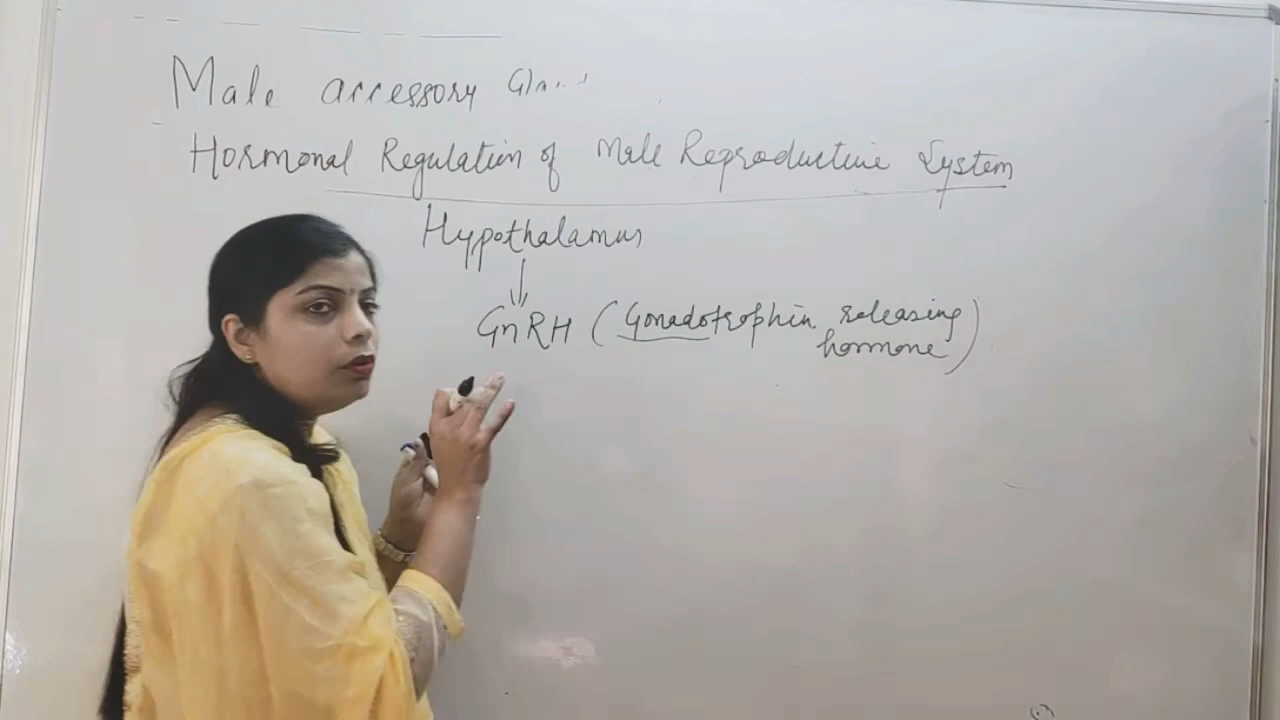 Male accessory
Hormonal Regulation of Male Reproductive System
Hypothalamus
GnRH (Gonadotrophin releasing
hormone)